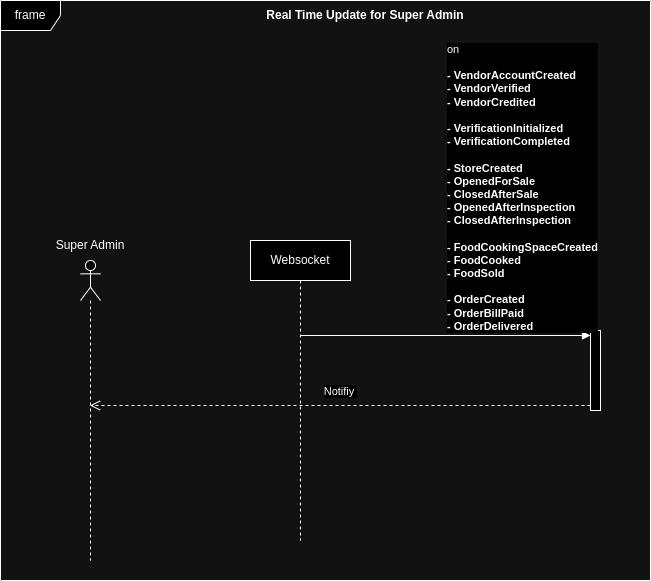 frame
Real Time Update for Super Admin
on
- VendorAccountCreated
- VendorVerified
- VendorCredited
- VerificationInitialized
- VerificationCompleted
- StoreCreated
- OpenedForSale
- ClosedAfterSale
- OpenedAfterInspection
- ClosedAfterInspection
- FoodCookingSpaceCreated
- FoodCooked
- FoodSold
- OrderCreated
- OrderBillPaid
- OrderDelivered
Super Admin
Websocket
Notifiy